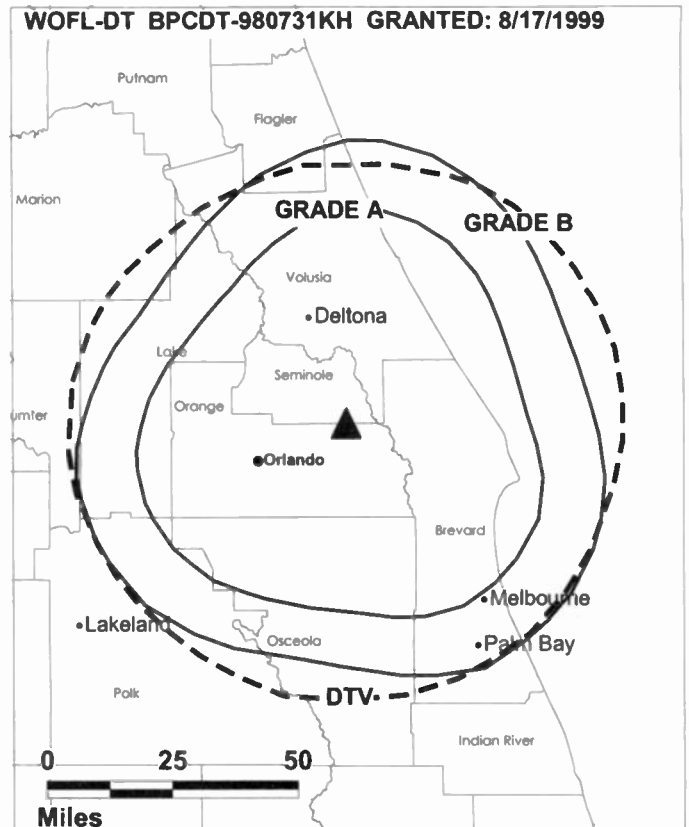 WOFL-DT BPCDT-980731KH GRANTED: 8/17/1999
Putnam
Flagler
Marion
GRADE A
GRADE B
Volusia
Deltona
Lake
Seminole
Orange
umter
Orlando
Brevard
Melbourne
Lakeland
Osceola
Palm Bay
Polk
DTV
Indian River
0 25 50
Miles